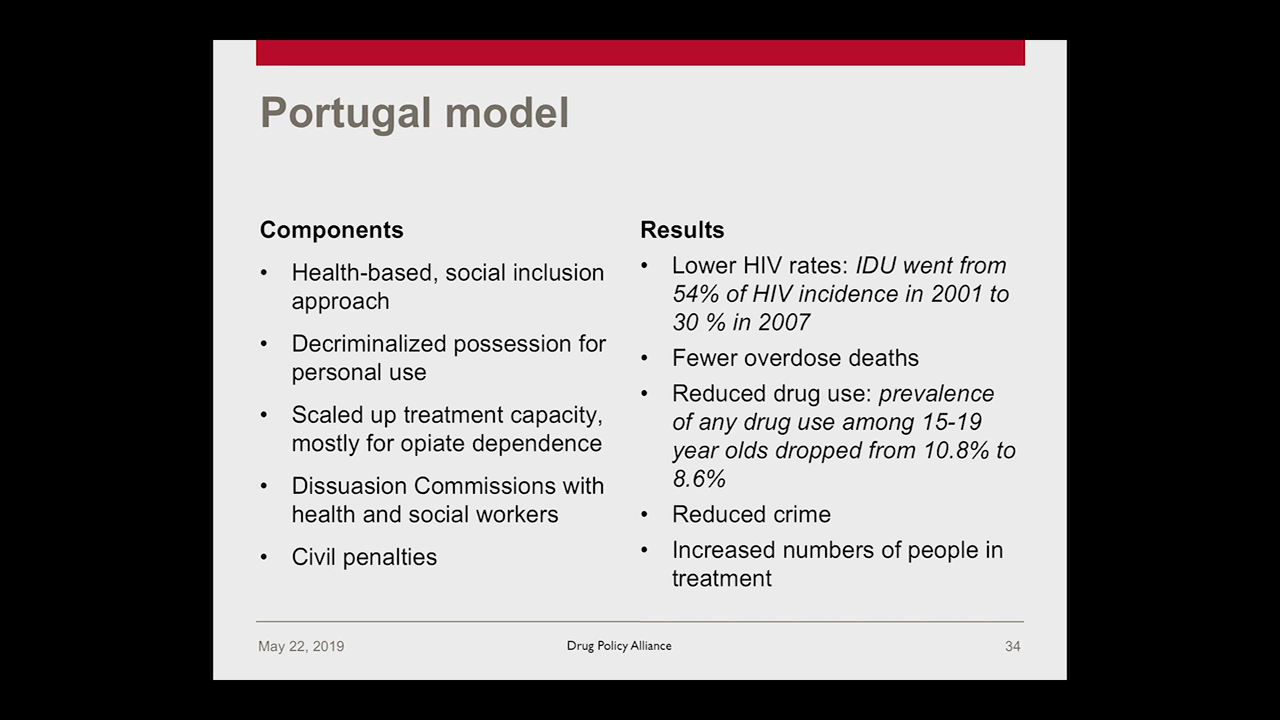 Portugal model
Components
• Health-based, social inclusion
approach
• Decriminalized possession for
personal use
• Scaled up treatment capacity,
mostly for opiate dependence
• Dissuasion Commissions with
health and social workers
• Civil penalties
Results
• Lower HIV rates: IDU went from
54% of HIV incidence in 2001 to
30 % in 2007
• Fewer overdose deaths
• Reduced drug use: prevalence
of any drug use among 15-19
year olds dropped from 10.8% to
8.6%
• Reduced crime
• Increased numbers of people in
treatment
May 22, 2019
Drug Policy Alliance
34